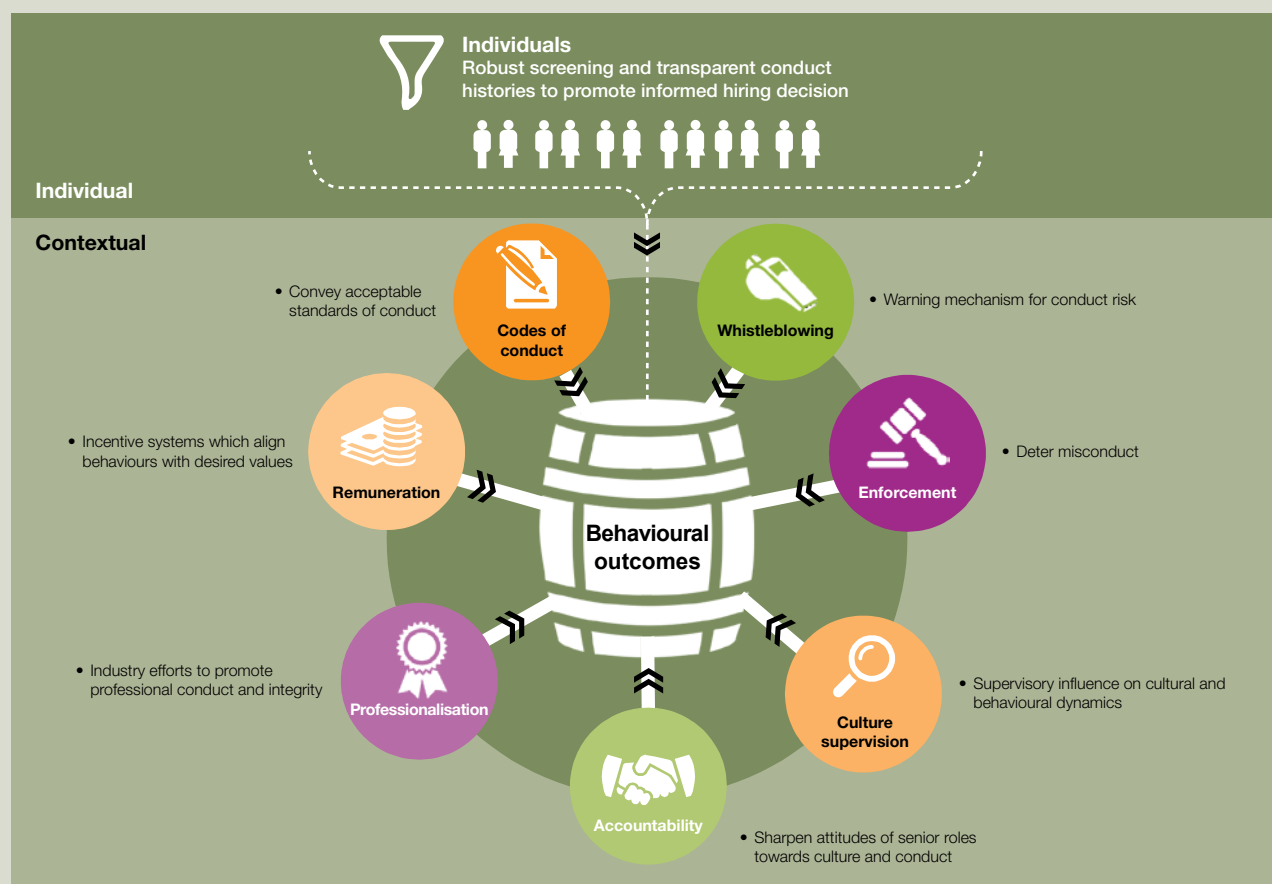 Individuals
Robust screening and transparent conduct
histories to promote informed hiring decision
Individual
Contextual
• Convey acceptable
standards of conduct
Codes of
conduct
Whistleblowing
• Warning mechanism for conduct risk
• Incentive systems which align
behaviours with desired values
Remuneration
Enforcement
• Deter misconduct
Behavioural
outcomes
• Industry efforts to promote
professional conduct and integrity
Professionalisation
Culture
supervision
• Supervisory influence on cultural and
behavioural dynamics
Accountability
• Sharpen attitudes of senior roles
towards culture and conduct